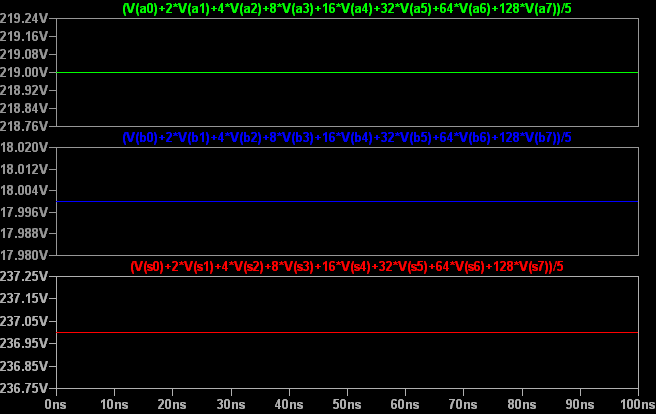 (V(a0)+2*V(a1)+4*V(a2)+8*V(a3)+16*V(a4)+32*V(a5)+64*V(a6)+128*V(a7))/5
219.24V
219.16V
219.08V
219.00V
218.92V
218.84V
218.76V
(V(b0)+2*V(b1)+4*V(b2)+8*V(b3)+16*V(b4)+32*V(b5)+64*V(b6)+128*V(b7))/5
18.020V
18.012V
18.004V
17.996V
17.988V
17.980V
(V(s0)+2*V(s1)+4*V(s2)+8*V(s3)+16*V(s4)+32*V(s5)+64*V(s6)+128*V(s7))/5
237.25V
237.15V
237.05V
236.95V
236.85V
236.75V
0ns 10ns 20ns 30ns 40ns 50ns 60ns 70ns 80ns 90ns 100ns